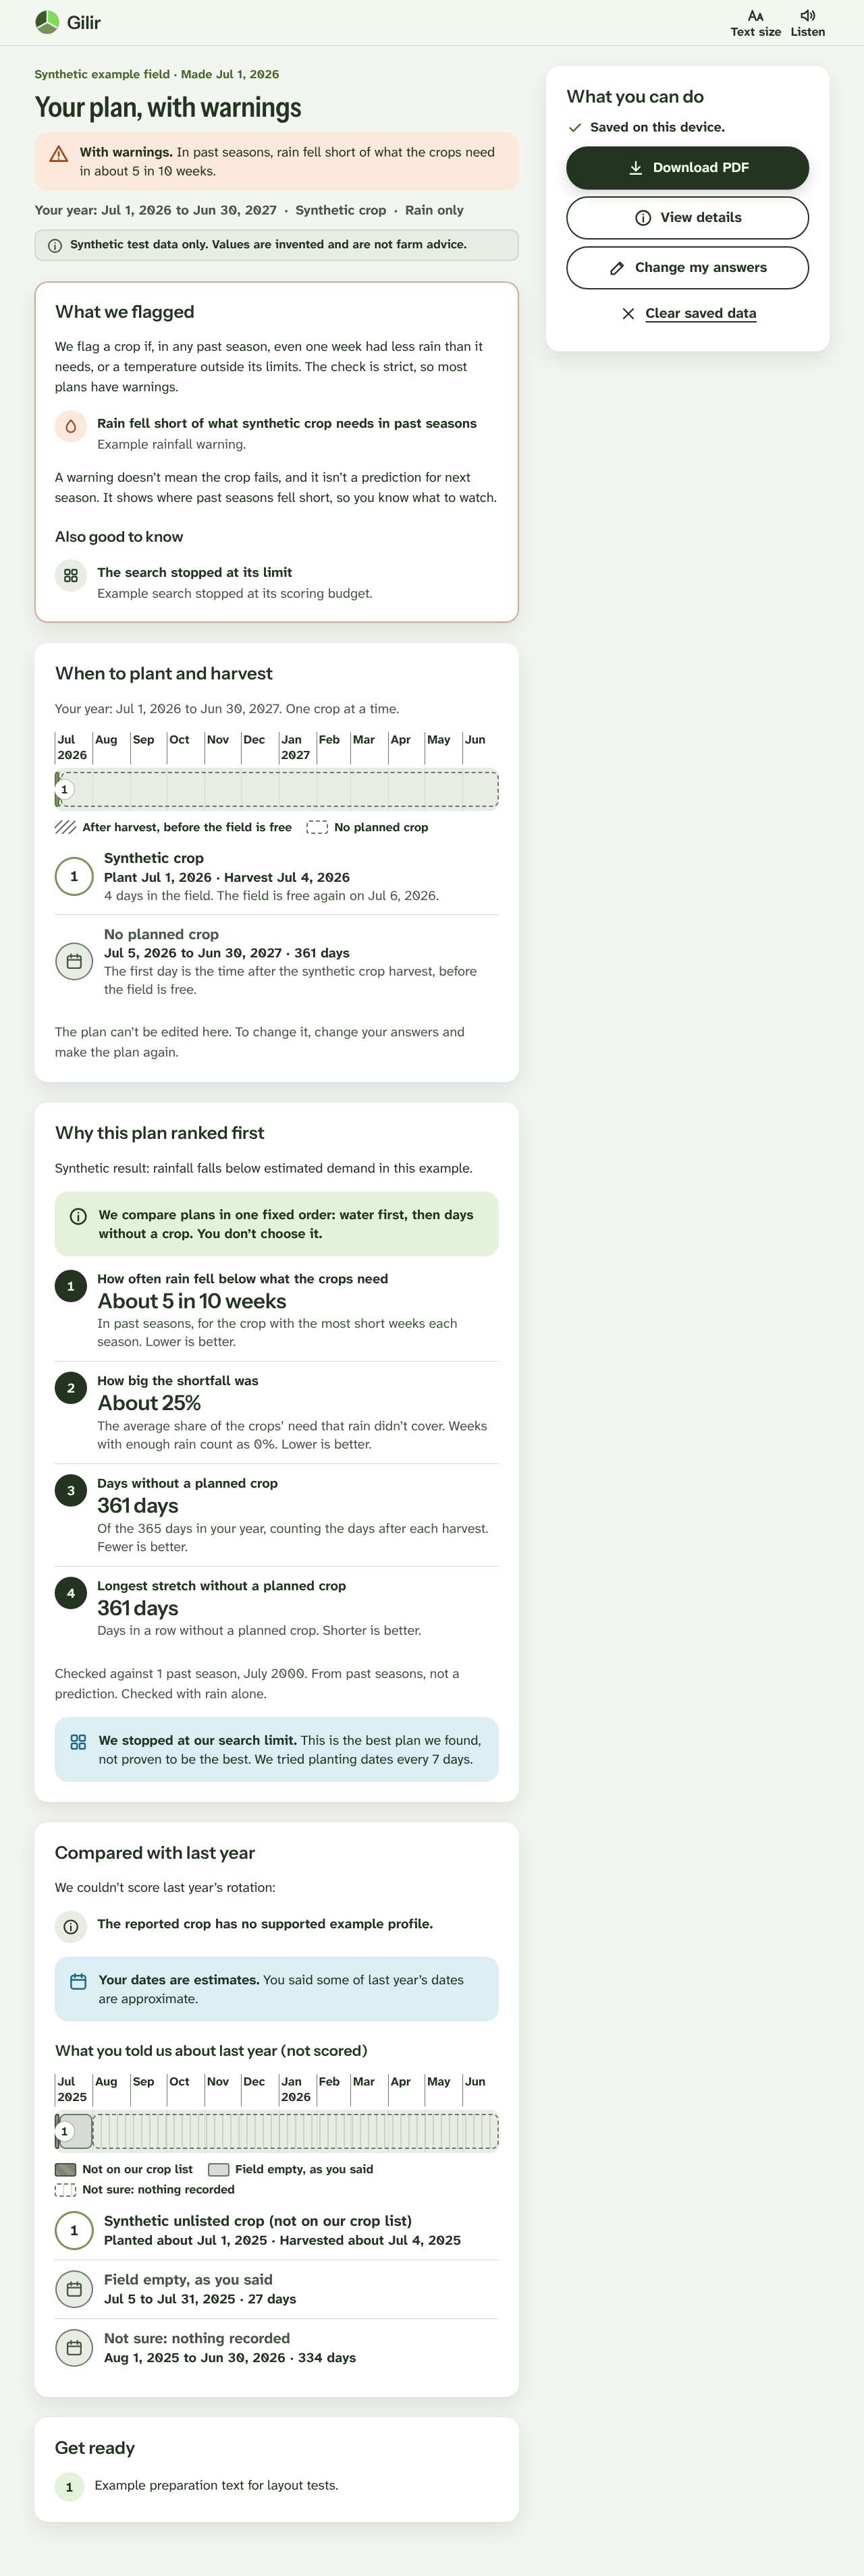 Gilir
Text size
Listen
Synthetic example field · Made Jul 1, 2026
Your plan, with warnings
With warnings. In past seasons, rain fell short of what the crops need
in about 5 in 10 weeks.
Your year: Jul 1, 2026 to Jun 30, 2027 · Synthetic crop · Rain only
Synthetic test data only. Values are invented and are not farm advice.
What you can do
Saved on this device.
Download PDF
View details
Change my answers
Clear saved data
What we flagged
We flag a crop if, in any past season, even one week had less rain than it
needs, or a temperature outside its limits. The check is strict, so most
plans have warnings.
Rain fell short of what synthetic crop needs in past seasons
Example rainfall warning.
A warning doesn't mean the crop fails, and it isn't a prediction for next
season. It shows where past seasons fell short, so you know what to watch.
Also good to know
The search stopped at its limit
Example search stopped at its scoring budget.
When to plant and harvest
Your year: Jul 1, 2026 to Jun 30, 2027. One crop at a time.
Jul Aug Sep Oct Nov Dec Jan Feb Mar Apr May Jun
2026 2027
1
After harvest, before the field is free No planned crop
1
Synthetic crop
Plant Jul 1, 2026 · Harvest Jul 4, 2026
4 days in the field. The field is free again on Jul 6, 2026.
No planned crop
Jul 5, 2026 to Jun 30, 2027 · 361 days
The first day is the time after the synthetic crop harvest, before
the field is free.
The plan can't be edited here. To change it, change your answers and
make the plan again.
Why this plan ranked first
Synthetic result: rainfall falls below estimated demand in this example.
We compare plans in one fixed order: water first, then days
without a crop. You don't choose it.
1
How often rain fell below what the crops need
About 5 in 10 weeks
In past seasons, for the crop with the most short weeks each
season. Lower is better.
2
How big the shortfall was
About 25%
The average share of the crops' need that rain didn't cover. Weeks
with enough rain count as 0%. Lower is better.
3
Days without a planned crop
361 days
Of the 365 days in your year, counting the days after each harvest.
Fewer is better.
4
Longest stretch without a planned crop
361 days
Days in a row without a planned crop. Shorter is better.
Checked against 1 past season, July 2000. From past seasons, not a
prediction. Checked with rain alone.
We stopped at our search limit. This is the best plan we found,
not proven to be the best. We tried planting dates every 7 days.
Compared with last year
We couldn't score last year's rotation:
The reported crop has no supported example profile.
Your dates are estimates. You said some of last year's dates
are approximate.
What you told us about last year (not scored)
Jul Aug Sep Oct Nov Dec Jan Feb Mar Apr May Jun
2025 2026
1
Not on our crop list Field empty, as you said
Not sure: nothing recorded
1
Synthetic unlisted crop (not on our crop list)
Planted about Jul 1, 2025 · Harvested about Jul 4, 2025
Field empty, as you said
Jul 5 to Jul 31, 2025 · 27 days
Not sure: nothing recorded
Aug 1, 2025 to Jun 30, 2026 · 334 days
Get ready
1 Example preparation text for layout tests.